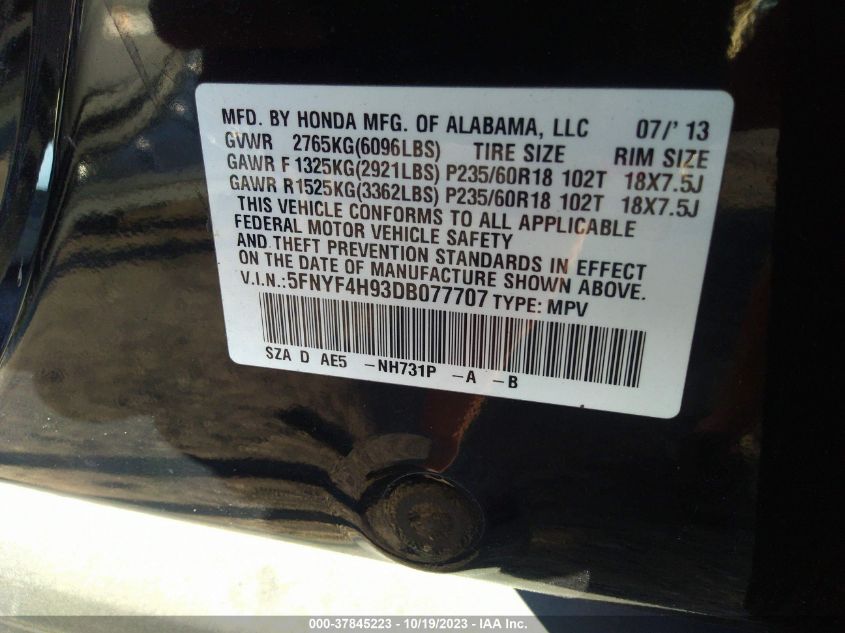 MFD. BY HONDA MFG. OF ALABAMA, LLC 07/' 13
GVWR 2765KG(6096LBS) TIRE SIZE RIM SIZE
GAWR F 1325KG(2921LBS) P235/60R18 102T 18X7.5J
GAWR R1525KG(3362LBS) P235/60R18 102T 18X7.5J
THIS VEHICLE CONFORMS TO ALL APPLICABLE
FEDERAL MOTOR VEHICLE SAFETY
AND THEFT PREVENTION STANDARDS IN EFFECT
ON THE DATE OF MANUFACTURE SHOWN ABOVE.
V.I.N.:5FNYF4H93DB077707 TYPE: MPV
SZA D AE5 -NH731P -A -B
000-37845223 - 10/19/2023 - IAA Inc.